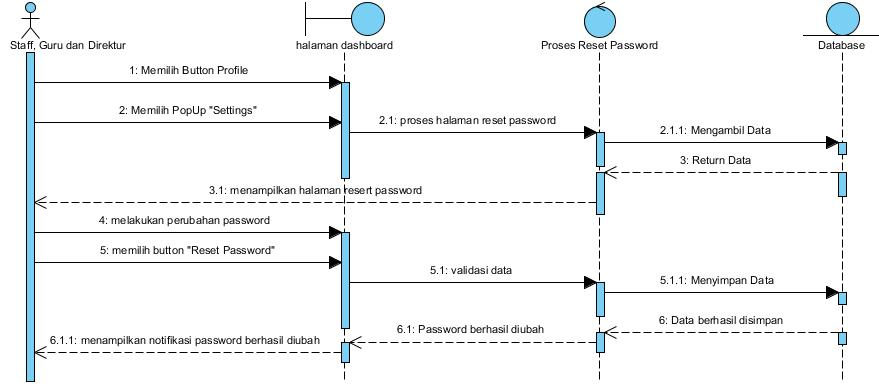 Staff, Guru dan Direktur
halaman dashboard
Proses Reset Password
Database
1: Memilih Button Profile
2: Memilih PopUp "Settings"
2.1: proses halaman reset password
2.1.1: Mengambil Data
3: Return Data
3.1: menampilkan halaman resert password
4: melakukan perubahan password
5: memilih button "Reset Password"
5.1: validasi data
5.1.1: Menyimpan Data
6: Data berhasil disimpan
6.1: Password berhasil diubah
6.1.1: menampilkan notifikasi password berhasil diubah